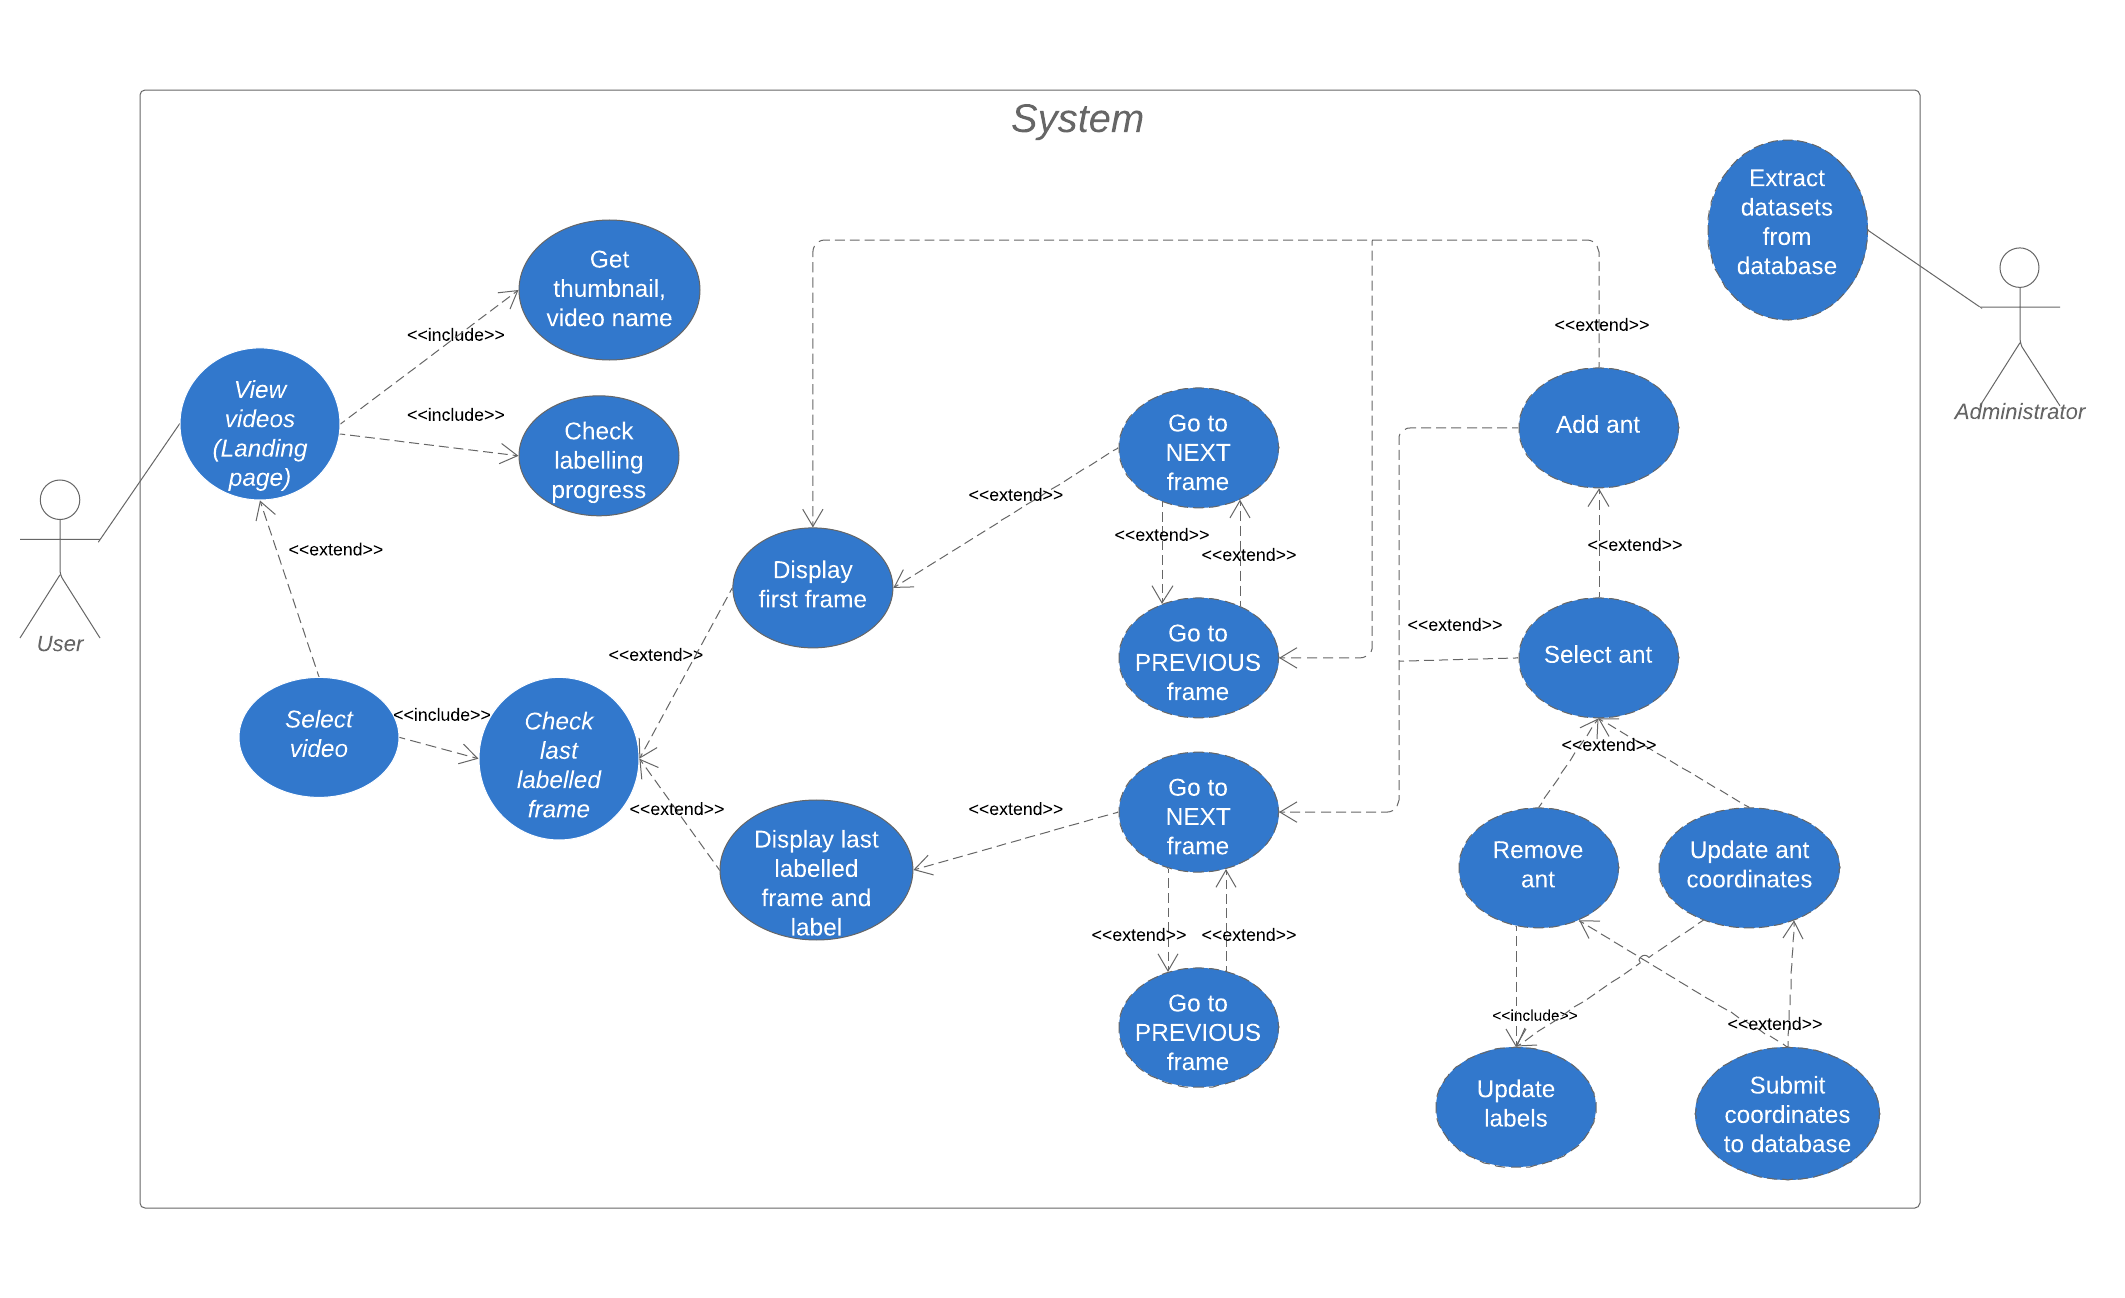 System
Extract
datasets
from
database
Administrator
Get
thumbnail,
video name
<<include>>
<<extend>>
View
videos
(Landing
page)
<<include>>
Check
labelling
progress
Go to
NEXT
frame
Add ant
<<extend>>
<<extend>>
<<extend>>
<<extend>>
<<extend>>
User
Display
first frame
<<extend>>
Go to
PREVIOUS
frame
<<extend>>
Select ant
Select
video
<<include>>
Check
last
labelled
frame
<<extend>>
<<extend>>
Display last
labelled
frame and
label
<<extend>>
Go to
NEXT
frame
Remove
ant
Update ant
coordinates
<<extend>>
<<extend>>
Go to
PREVIOUS
frame
<<include>>
<<extend>>
Update
labels
Submit
coordinates
to database